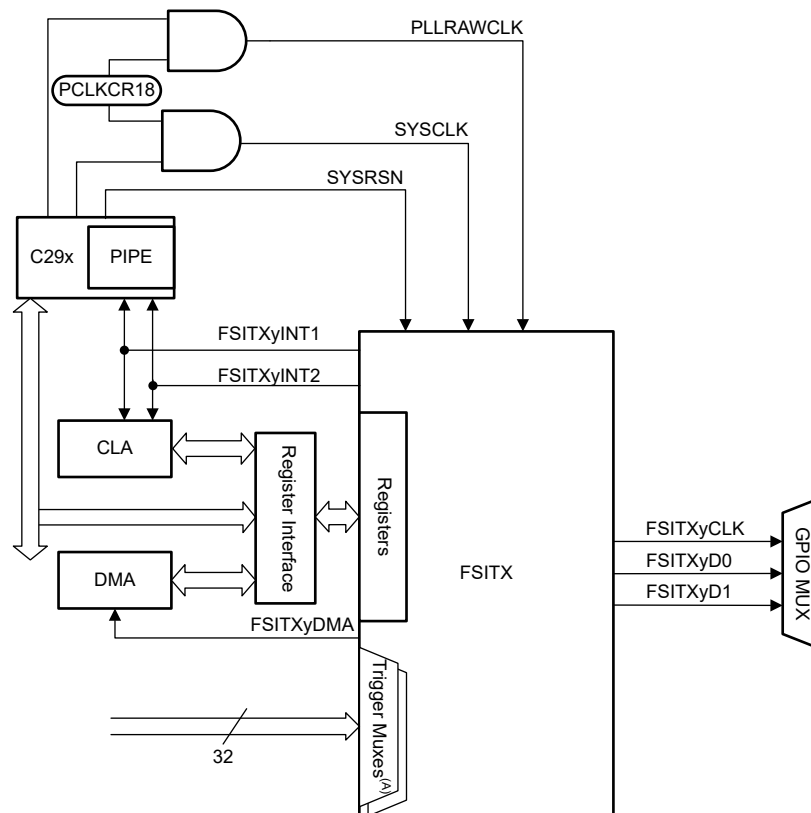 PLLRAWCLK
PCLKCR18
SYSCLK
SYSRSN
C29x
PIPE
FSITXyINT1
FSITXyINT2
CLA
Register Interface
Registers
FSITX
FSITXyCLK
FSITXyD0
FSITXyD1
GPIO MUX
DMA
FSITXyDMA
Trigger Muxes(A)
32